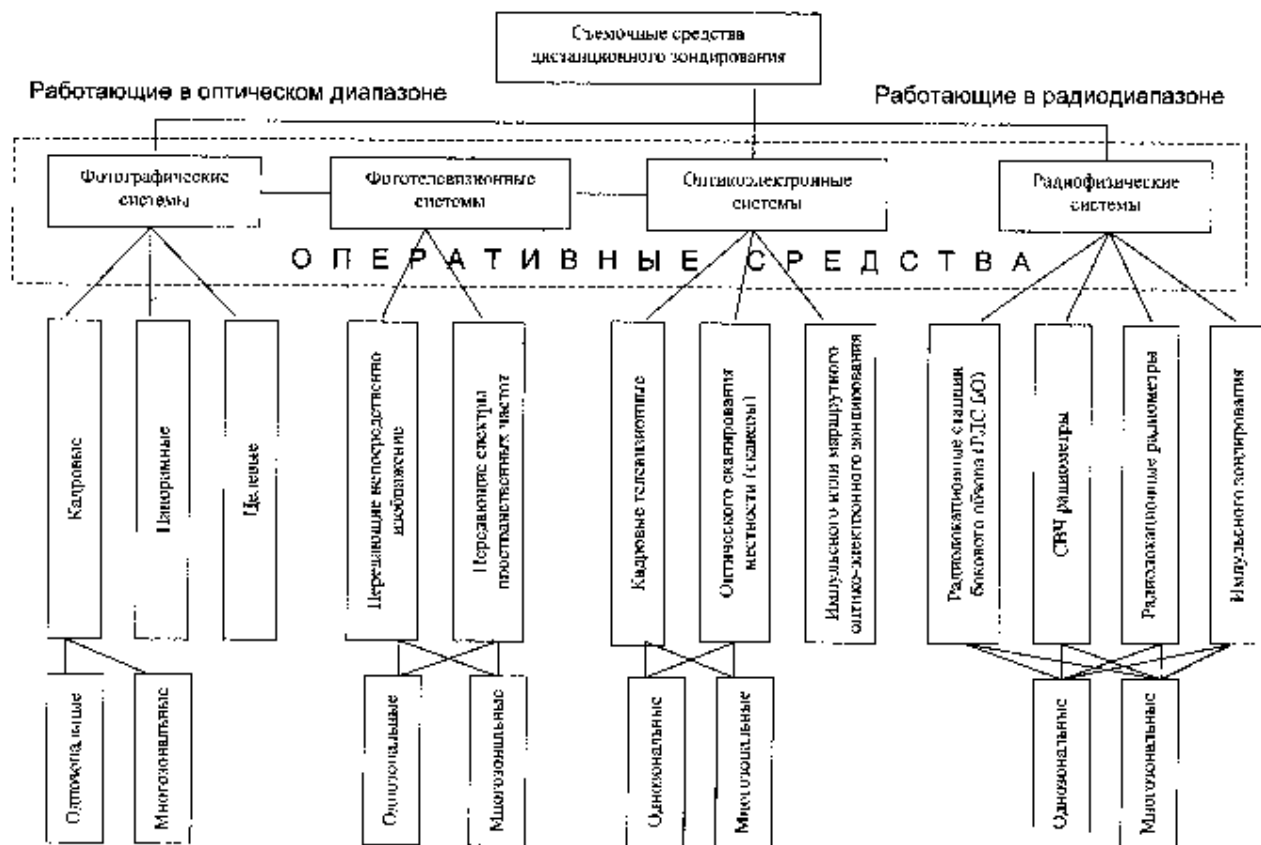 Съемочные средства
дистанционного зондирования
Работающие в оптическом диапазоне
Работающие в радиодиапазоне
Фотографические
системы
Фототелевизионные
системы
Оптикоэлектронные
системы
Радиофизические
системы
ОПЕРАТИВНЫЕ СРЕДСТВА
Кадровые
Панорамные
Щелевые
Передающие непосредственно
изображение
Передающие спектры
пространственных частот
Кадровые телевизионные
Оптического сканирования
местности (сканеры)
Импульсного или маршрутного
оптико-электронного зондирования
Радиолокационные станции
бокового обзора (РЛС БО)
СВЧ радиометры
Радиолокационные радиометры
Импульсного зондирования
Однозональные
Многозональные
Однозональные
Многозональные
Однозональные
Многозональные
Однозональные
Многозональные